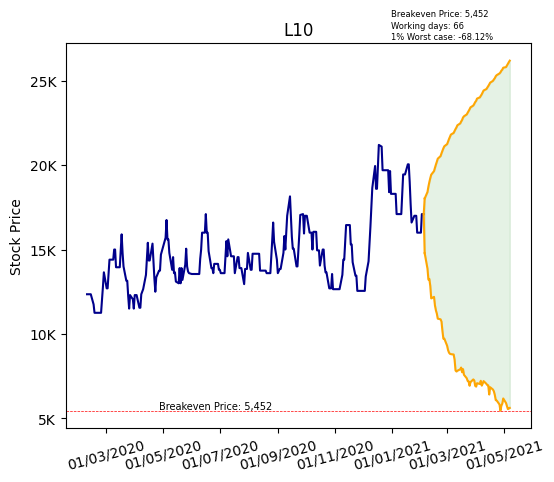 Breakeven Price: 5,452
Working days: 66
1% Worst case: -68.12%
L10
Stock Price
25K
20K
15K
10K
5K
Breakeven Price: 5,452
01/03/2020
01/05/2020
01/07/2020
01/09/2020
01/11/2020
01/01/2021
01/03/2021
01/05/2021